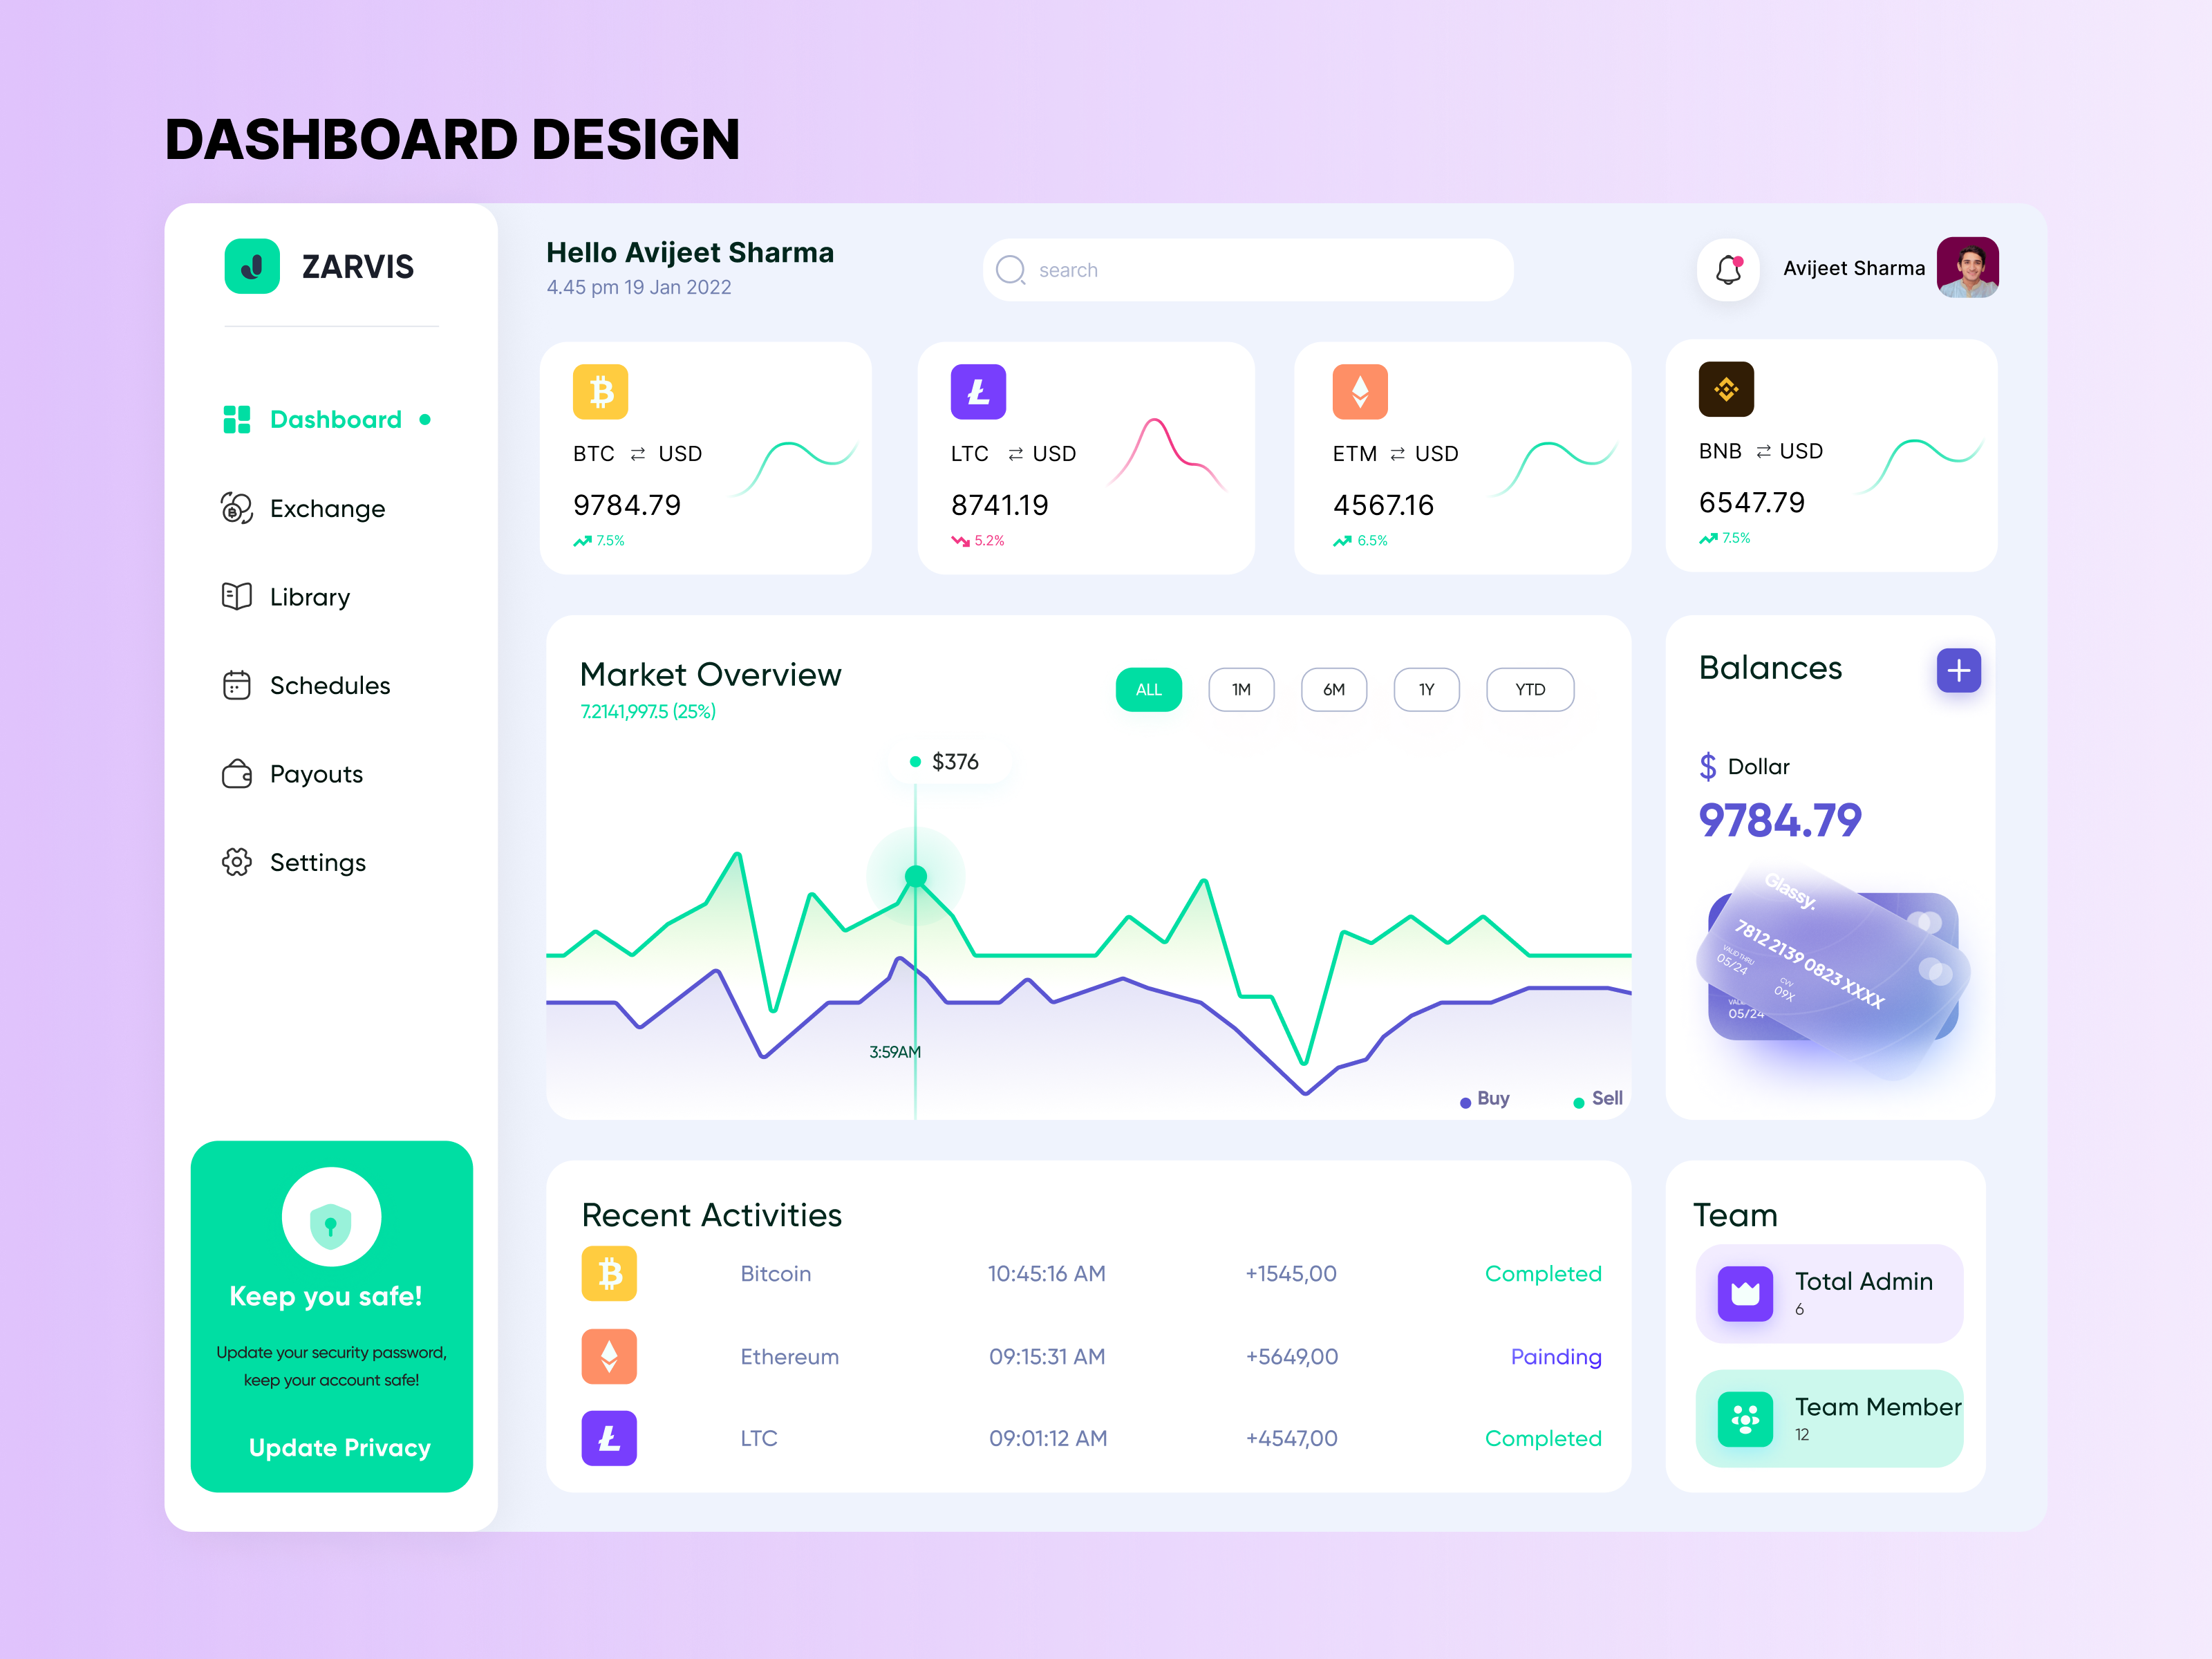 DASHBOARD DESIGN
ZARVIS
Dashboard
Exchange
Library
Schedules
Payouts
Settings
Keep you safe!
Update your security password,
keep your account safe!
Update Privacy
Hello Avijeet Sharma
4.45 pm 19 Jan 2022
search
Avijeet Sharma
BTC ⇄ USD
9784.79
7.5%
LTC ⇄ USD
8741.19
5.2%
ETM ⇄ USD
4567.16
6.5%
BNB ⇄ USD
6547.79
7.5%
Market Overview
7.2141,997.5 (25%)
ALL 1M 6M 1Y YTD
$376
3:59AM
Buy Sell
Balances
$ Dollar
9784.79
Glassy.
7812 2139 0823 XXXX
VALID THRU
05/24
CVV
09X
05/24
Recent Activities
Bitcoin 10:45:16 AM +1545,00 Completed
Ethereum 09:15:31 AM +5649,00 Painding
LTC 09:01:12 AM +4547,00 Completed
Team
Total Admin
6
Team Member
12